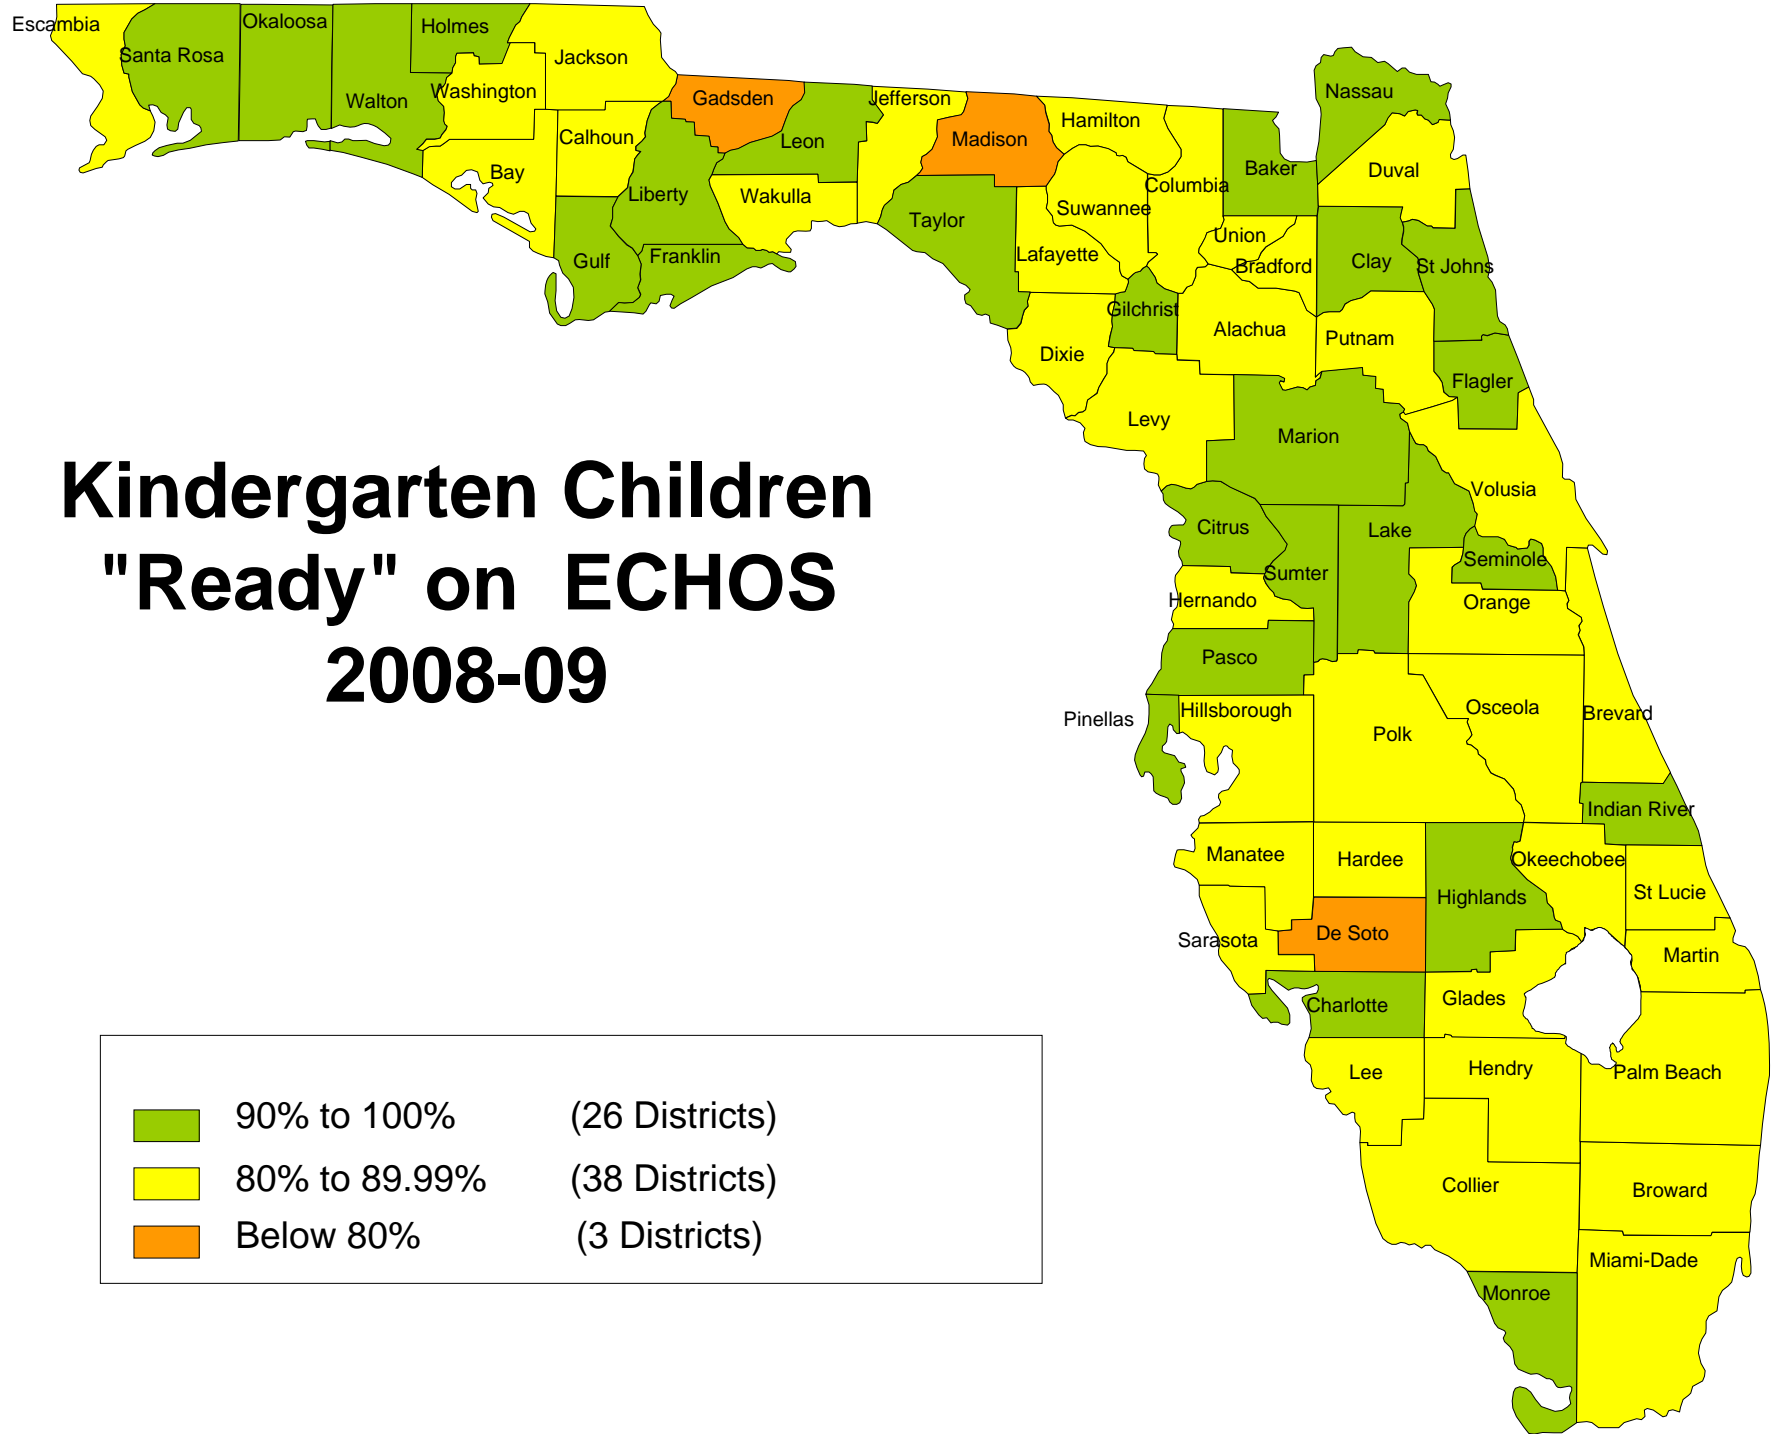 Escambia
Santa Rosa
Okaloosa
Walton
Holmes
Washington
Jackson
Bay
Calhoun
Gulf
Liberty
Franklin
Gadsden
Leon
Wakulla
Jefferson
Madison
Taylor
Hamilton
Suwannee
Lafayette
Columbia
Baker
Nassau
Duval
Union
Bradford
Clay
St Johns
Gilchrist
Dixie
Alachua
Putnam
Flagler
Levy
Marion
Volusia
Citrus
Sumter
Lake
Seminole
Hernando
Orange
Pasco
Pinellas
Hillsborough
Polk
Osceola
Brevard
Indian River
Manatee
Hardee
Highlands
Okeechobee
St Lucie
Sarasota
De Soto
Martin
Charlotte
Glades
Lee
Hendry
Palm Beach
Collier
Broward
Miami-Dade
Monroe
Kindergarten Children
"Ready" on  ECHOS
2008-09
90% to 100% (26 Districts)
80% to 89.99% (38 Districts)
Below 80% (3 Districts)